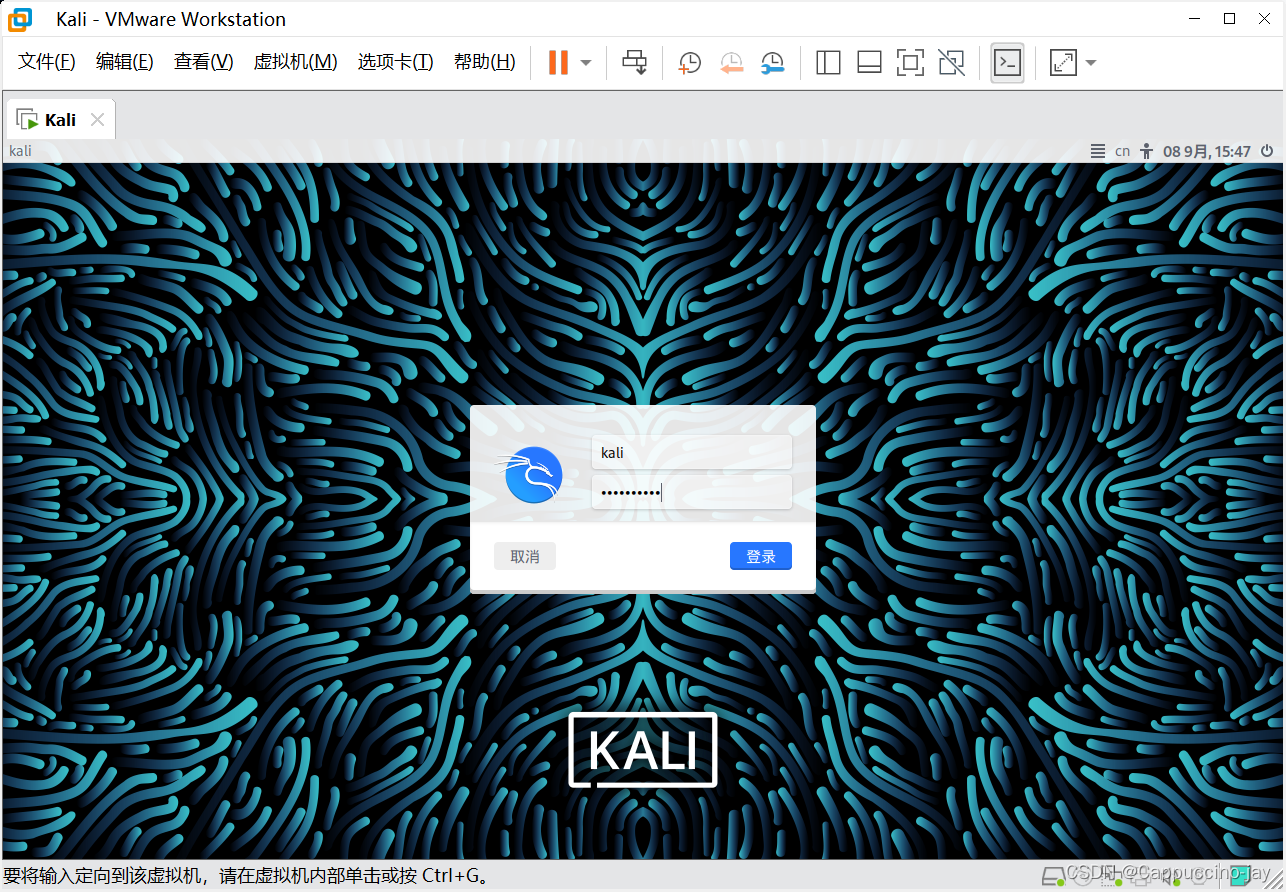 Kali - VMware Workstation
文件(F) 编辑(E) 查看(V) 虚拟机(M) 选项卡(T) 帮助(H)
Kali
kali cn 08 9月, 15:47
kali
••••••••••
取消 登录
KALI
要将输入定向到该虚拟机，请在虚拟机内部单击或按 Ctrl+G。
CSDN @Cappuccino-jay